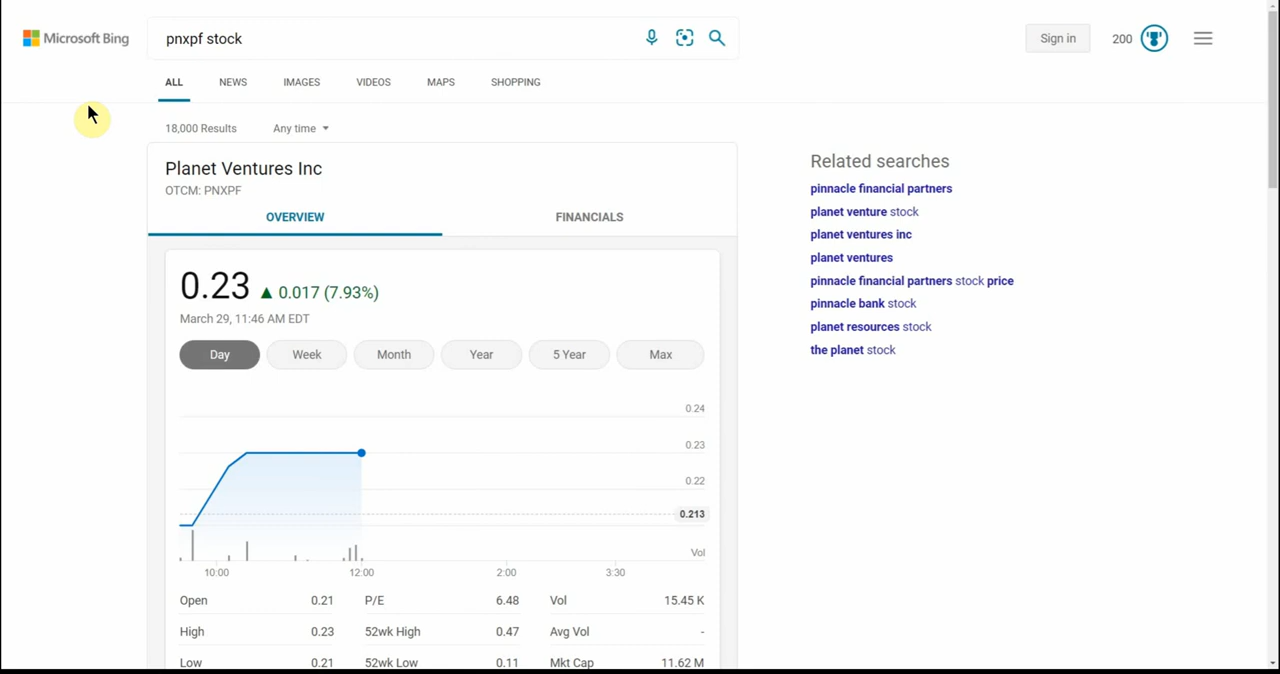 Microsoft Bing
pnxpf stock
Sign in
200
ALL NEWS IMAGES VIDEOS MAPS SHOPPING
18,000 Results Any time
Planet Ventures Inc
OTCM: PNXPF
OVERVIEW FINANCIALS
0.23 ▲ 0.017 (7.93%)
March 29, 11:46 AM EDT
Day Week Month Year 5 Year Max
0.24
0.23
0.22
0.213
Vol
10:00 12:00 2:00 3:30
Open 0.21 P/E 6.48 Vol 15.45 K
High 0.23 52wk High 0.47 Avg Vol -
Low 0.21 52wk Low 0.11 Mkt Cap 11.62 M
Related searches
pinnacle financial partners
planet venture stock
planet ventures inc
planet ventures
pinnacle financial partners stock price
pinnacle bank stock
planet resources stock
the planet stock